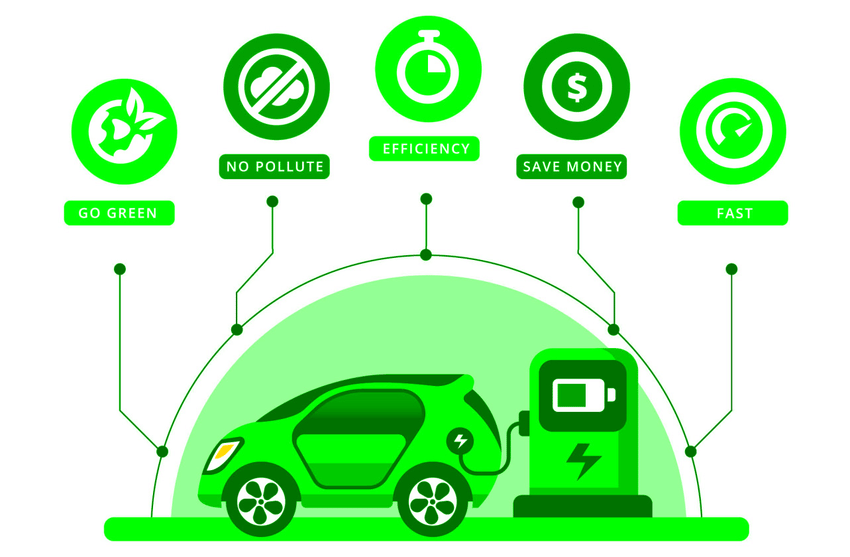 GO GREEN
NO POLLUTE
EFFICIENCY
SAVE MONEY
FAST
$